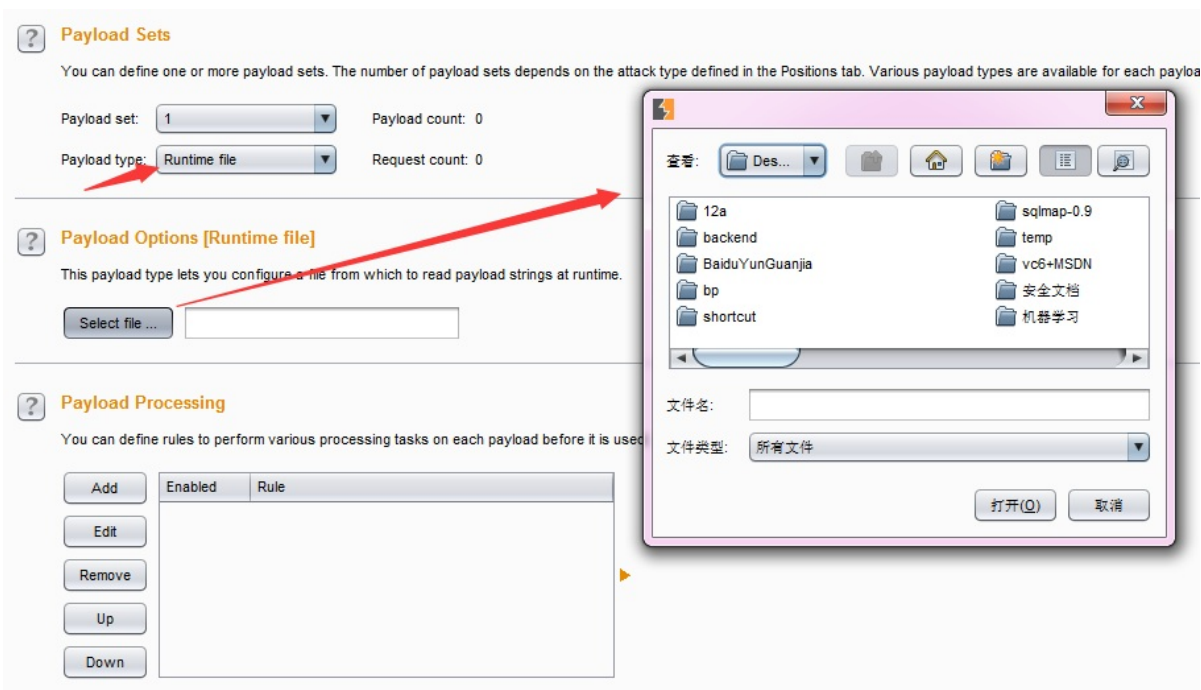 Payload Sets
You can define one or more payload sets. The number of payload sets depends on the attack type defined in the Positions tab. Various payload types are available for each
Payload set: 1 Payload count: 0
Payload type: Runtime file Request count: 0
Payload Options [Runtime file]
This payload type lets you configure a file from which to read payload strings at runtime.
Select file ...
Payload Processing
You can define rules to perform various processing tasks on each payload before it is used
Add Enabled Rule
Edit
Remove
Up
Down
查看: Des...
12a sqlmap-0.9
backend temp
BaiduYunGuanjia vc6+MSDN
bp 安全文档
shortcut 机器学习
文件名:
文件类型: 所有文件
打开(O) 取消